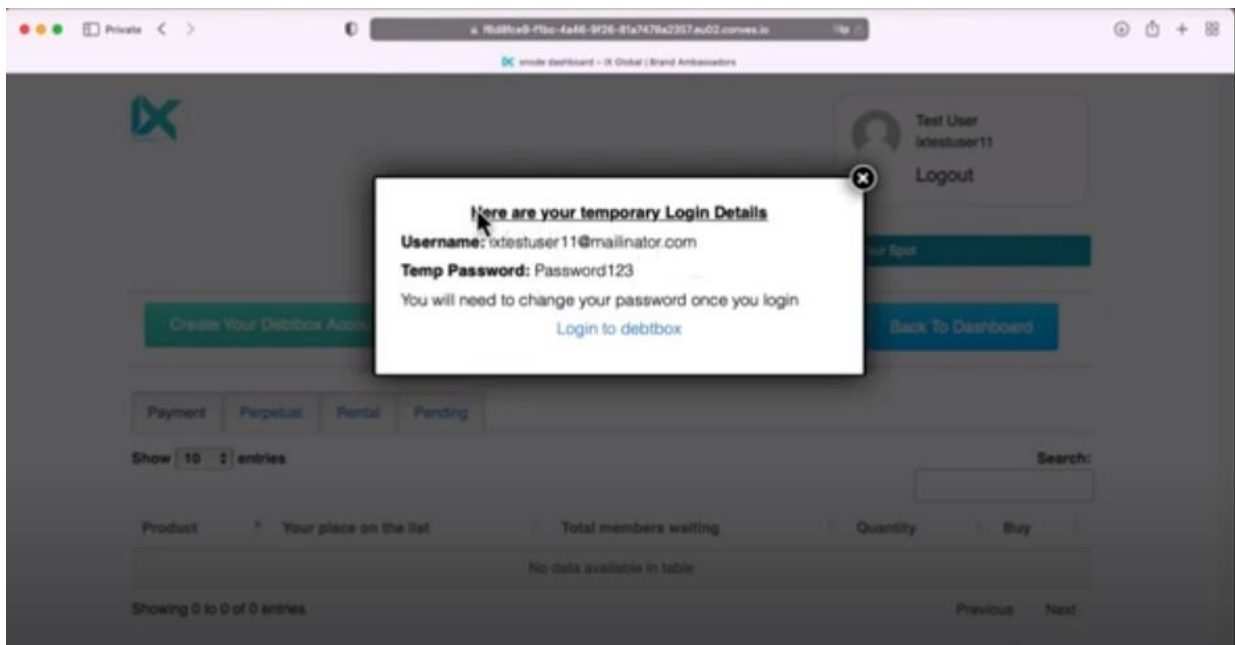 Private
xnode dashboard – iX Global | Brand Ambassadors
Test User
ixtestuser11
Logout
Here are your temporary Login Details
Username: ixtestuser11@mailinator.com
Temp Password: Password123
You will need to change your password once you login
Login to debtbox
our Spot
Create Your Debtbox Accou
Back To Dashboard
Payment Perpetual Rental Pending
Show 10 entries
Search:
Product Your place on the list Total members waiting Quantity Buy
No data available in table
Showing 0 to 0 of 0 entries
Previous Next